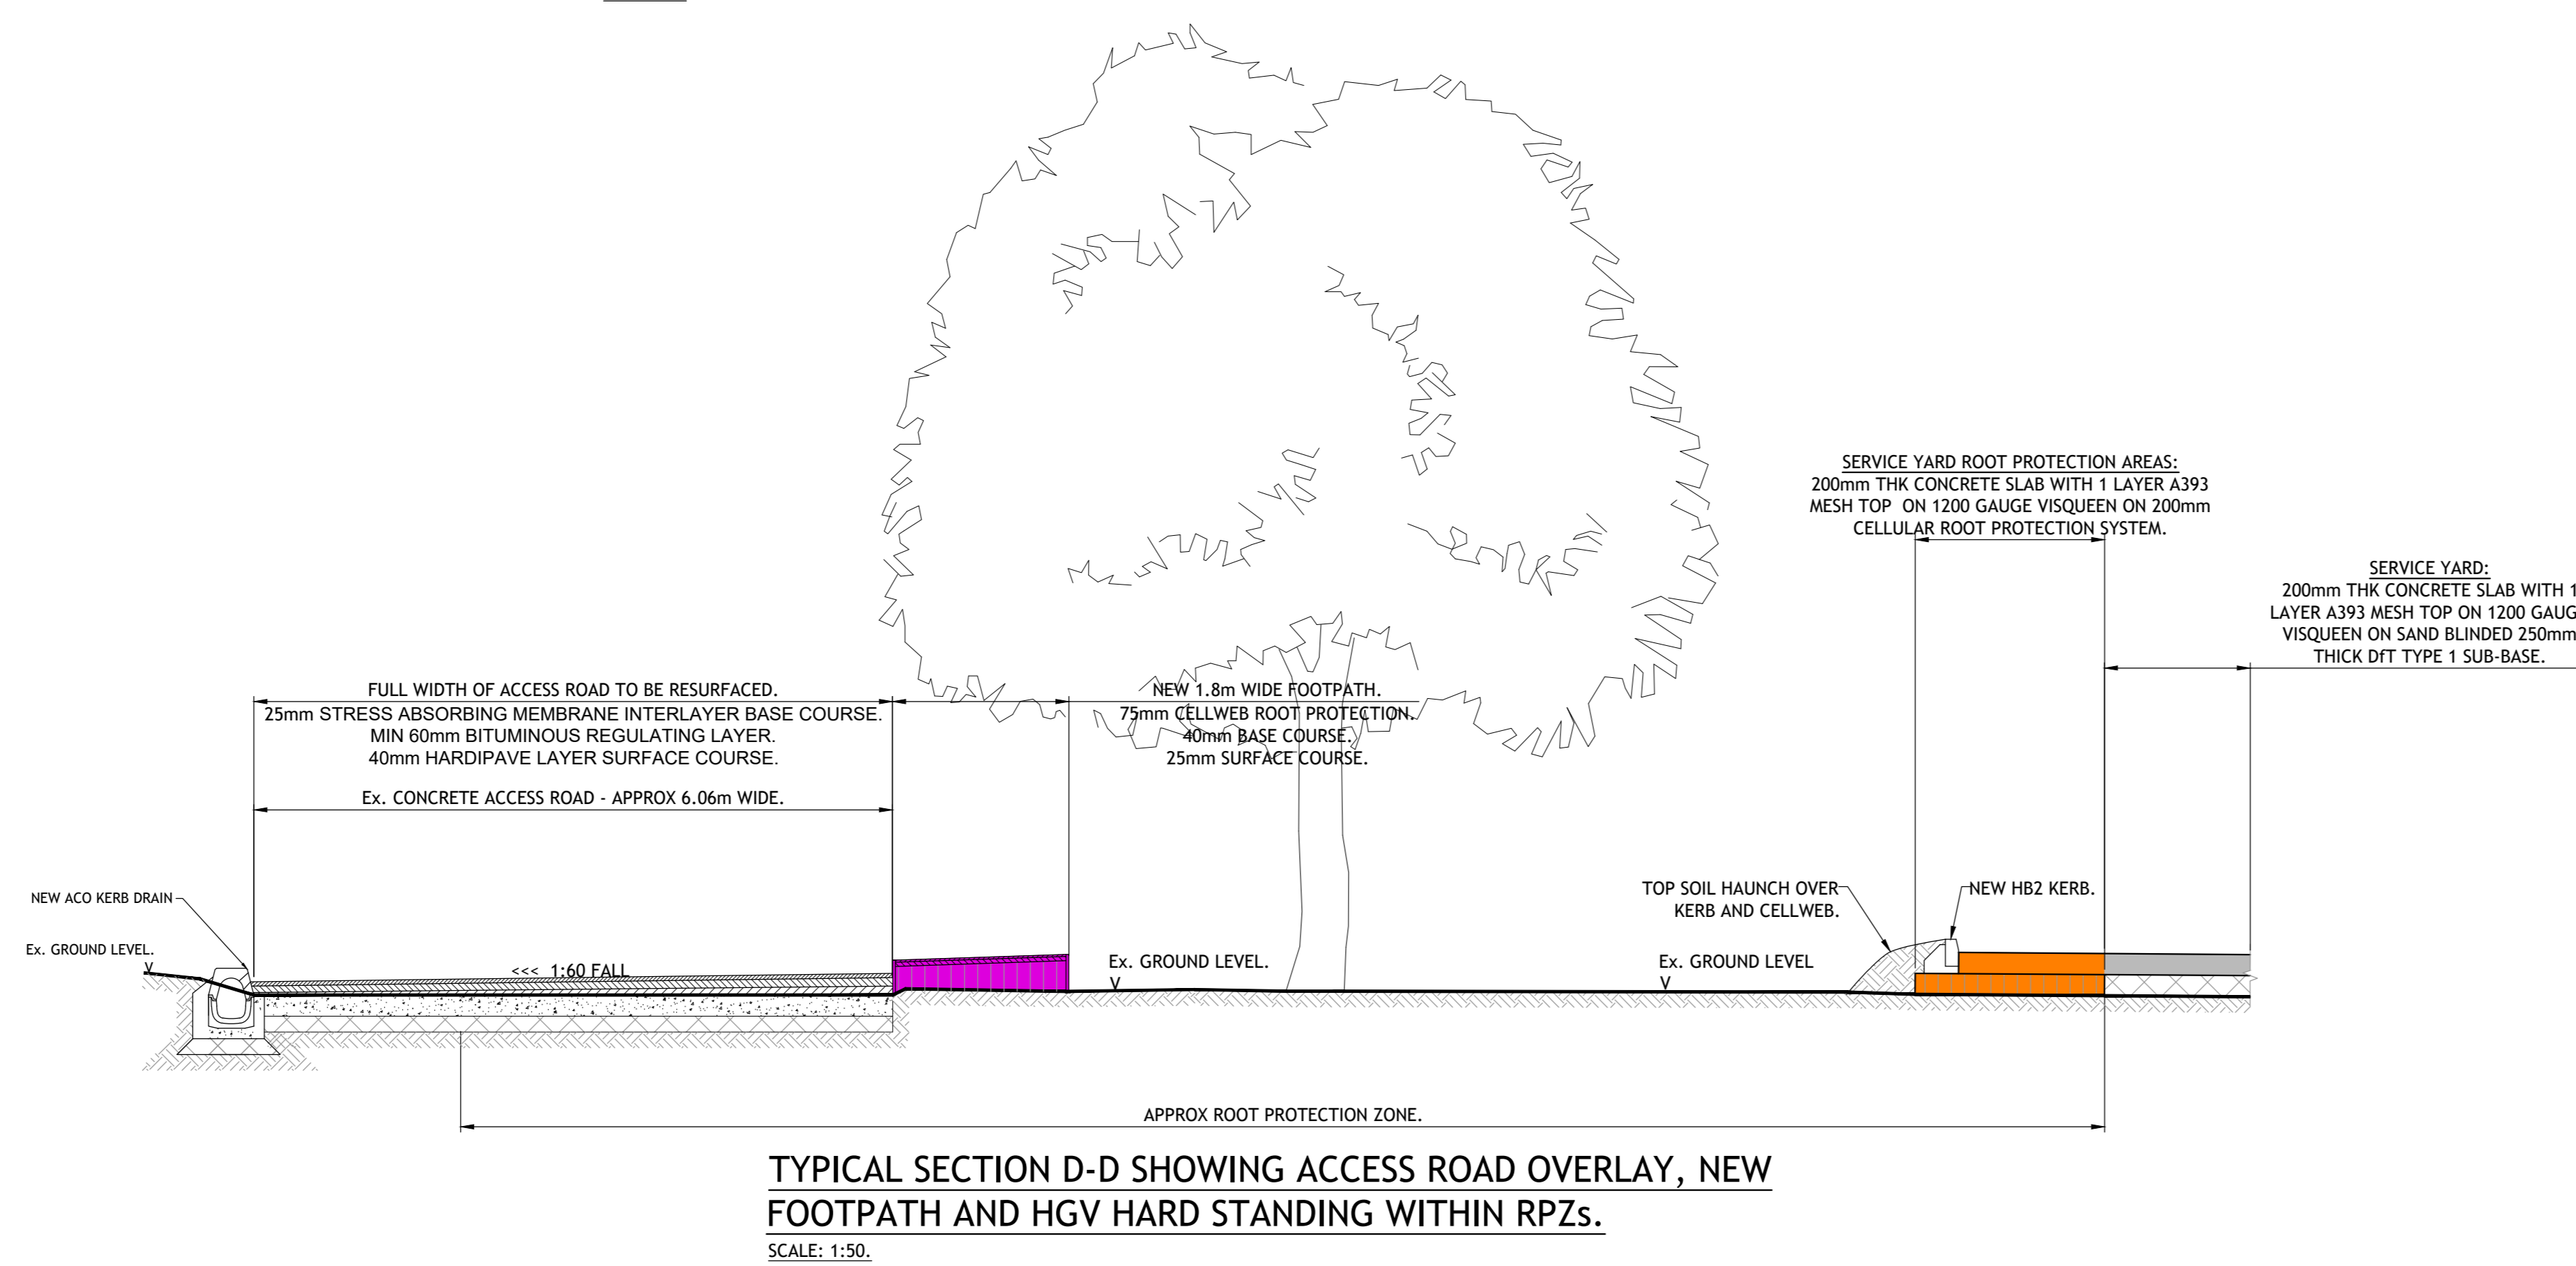 SERVICE YARD ROOT PROTECTION AREAS:
200mm THK CONCRETE SLAB WITH 1 LAYER A393
MESH TOP ON 1200 GAUGE VISQUEEN ON 200mm
CELLULAR ROOT PROTECTION SYSTEM.
SERVICE YARD:
200mm THK CONCRETE SLAB WITH 1
LAYER A393 MESH TOP ON 1200 GAUG
VISQUEEN ON SAND BLINDED 250mm
THICK DfT TYPE 1 SUB-BASE.
FULL WIDTH OF ACCESS ROAD TO BE RESURFACED.
25mm STRESS ABSORBING MEMBRANE INTERLAYER BASE COURSE.
MIN 60mm BITUMINOUS REGULATING LAYER.
40mm HARDIPAVE LAYER SURFACE COURSE.
NEW 1.8m WIDE FOOTPATH.
75mm CELLWEB ROOT PROTECTION.
40mm BASE COURSE.
25mm SURFACE COURSE.
Ex. CONCRETE ACCESS ROAD - APPROX 6.06m WIDE.
NEW ACO KERB DRAIN
Ex. GROUND LEVEL.
<<< 1:60 FALL
Ex. GROUND LEVEL.
Ex. GROUND LEVEL
TOP SOIL HAUNCH OVER
KERB AND CELLWEB.
NEW HB2 KERB.
APPROX ROOT PROTECTION ZONE.
TYPICAL SECTION D-D SHOWING ACCESS ROAD OVERLAY, NEW
FOOTPATH AND HGV HARD STANDING WITHIN RPZs.
SCALE: 1:50.